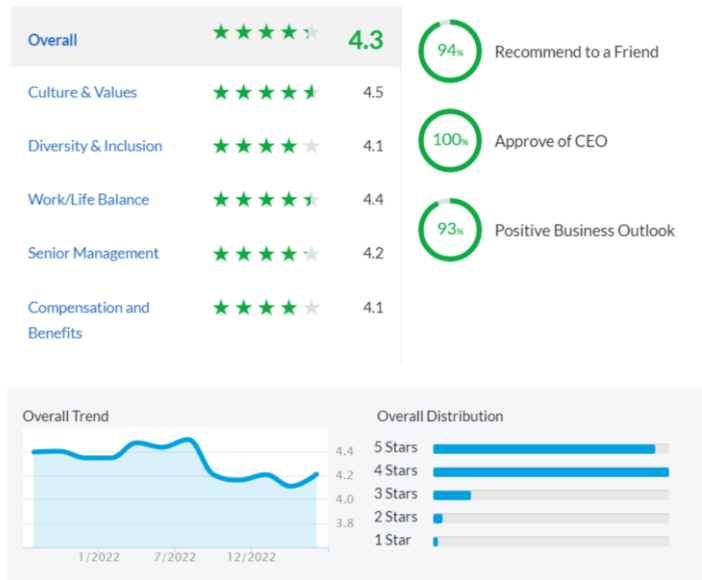 Overall 4.3
Culture & Values 4.5
Diversity & Inclusion 4.1
Work/Life Balance 4.4
Senior Management 4.2
Compensation and
Benefits 4.1
94% Recommend to a Friend
100% Approve of CEO
93% Positive Business Outlook
Overall Trend
4.4
4.2
4.0
3.8
1/2022 7/2022 12/2022
Overall Distribution
5 Stars
4 Stars
3 Stars
2 Stars
1 Star